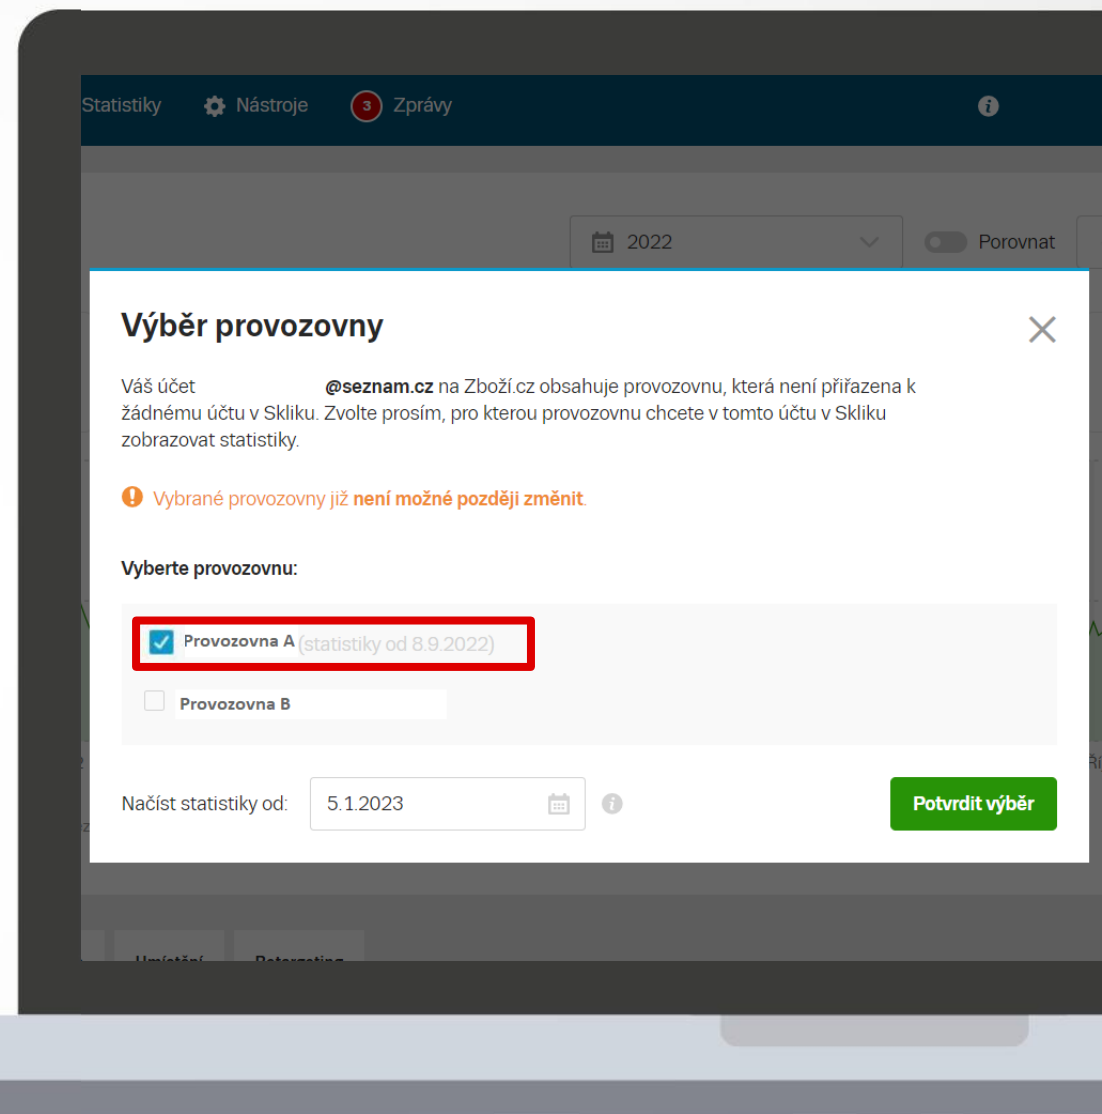 Statistiky Nástroje 3 Zprávy
2022 Porovnat
Výběr provozovny
Váš účet @seznam.cz na Zboží.cz obsahuje provozovnu, která není přiřazena k
žádnému účtu v Skliku. Zvolte prosím, pro kterou provozovnu chcete v tomto účtu v Skliku
zobrazovat statistiky.
Vybrané provozovny již není možné později změnit.
Vyberte provozovnu:
Provozovna A (statistiky od 8.9.2022)
Provozovna B
Načíst statistiky od: 5.1.2023 Potvrdit výběr
Umístění Retargeting